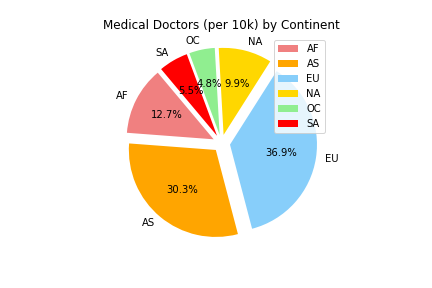 Medical Doctors (per 10k) by Continent
AF
AS
EU
NA
OC
SA
NA
9.9%
OC
4.8%
SA
5.5%
AF
12.7%
EU
36.9%
AS
30.3%